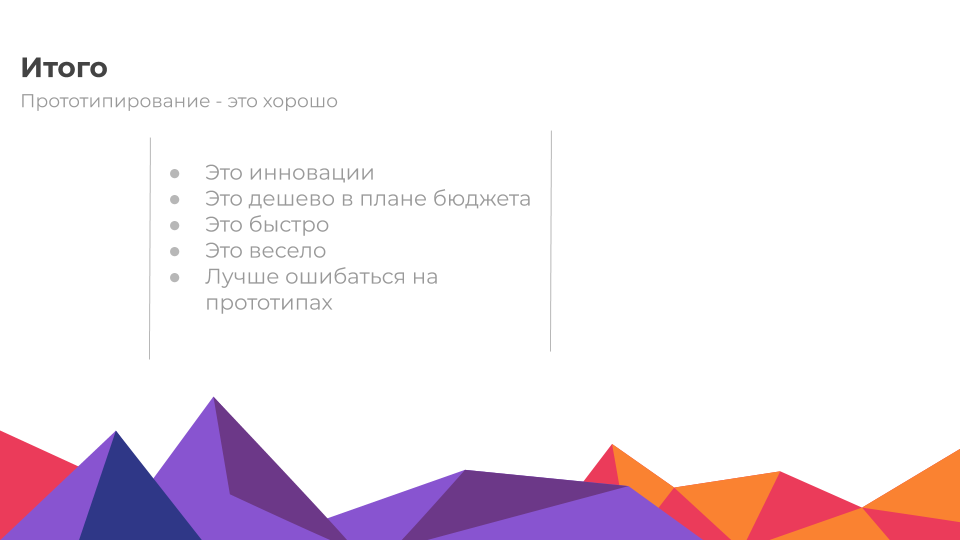 Итого
Прототипирование - это хорошо
● Это инновации
● Это дешево в плане бюджета
● Это быстро
● Это весело
● Лучше ошибаться на
прототипах